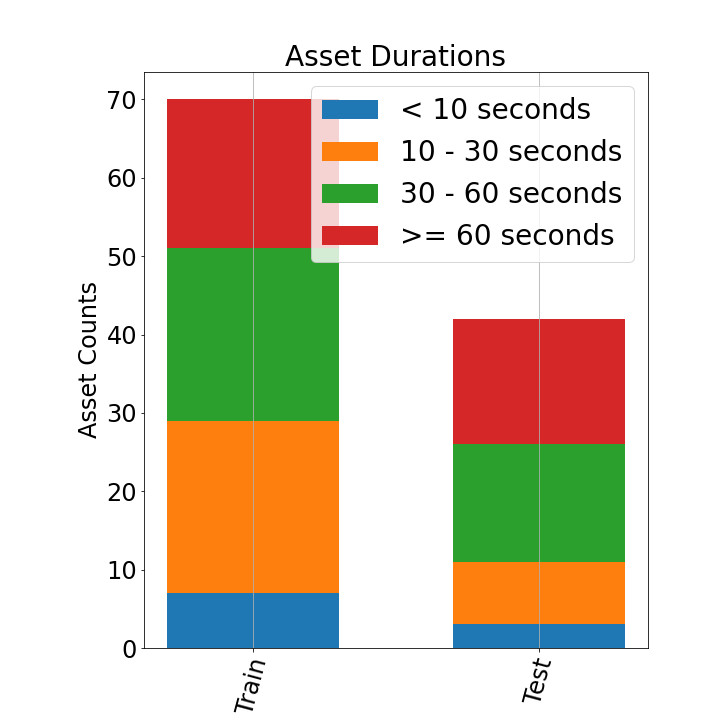 Asset Durations
< 10 seconds
10 - 30 seconds
30 - 60 seconds
>= 60 seconds
Asset Counts
70
60
50
40
30
20
10
0
Train
Test